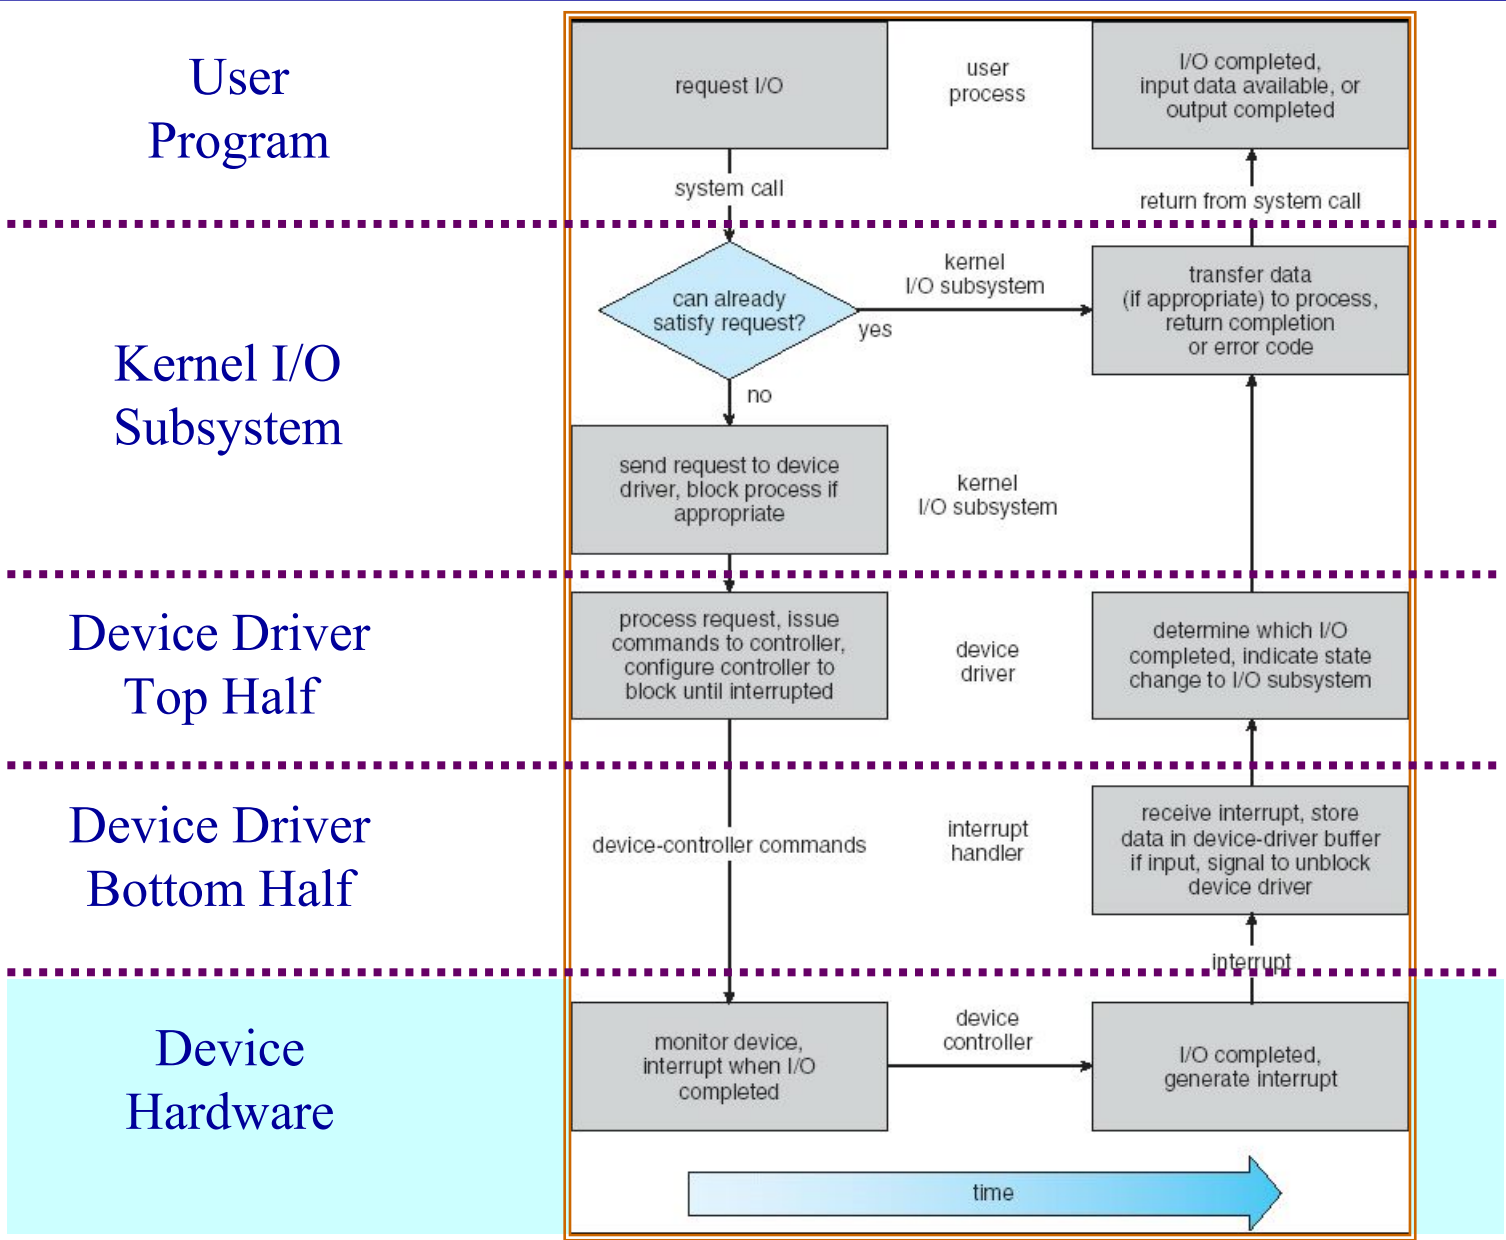 User
Program
request I/O
user
process
I/O completed,
input data available, or
output completed
system call
return from system call
Kernel I/O
Subsystem
can already
satisfy request?
kernel
I/O subsystem
yes
transfer data
(if appropriate) to process,
return completion
or error code
no
send request to device
driver, block process if
appropriate
kernel
I/O subsystem
Device Driver
Top Half
process request, issue
commands to controller,
configure controller to
block until interrupted
device
driver
determine which I/O
completed, indicate state
change to I/O subsystem
Device Driver
Bottom Half
device-controller commands
interrupt
handler
receive interrupt, store
data in device-driver buffer
if input, signal to unblock
device driver
interrupt
Device
Hardware
monitor device,
interrupt when I/O
completed
device
controller
I/O completed,
generate interrupt
time